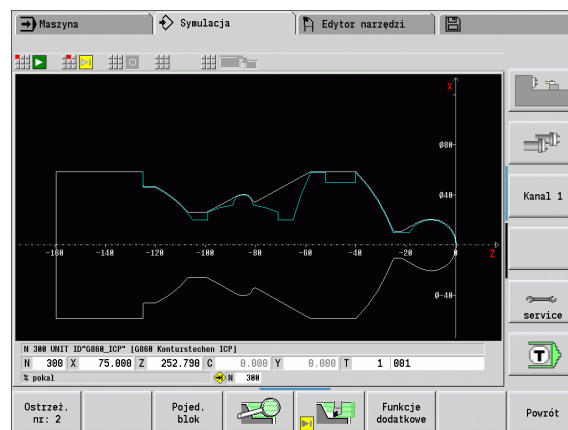 Maszyna
Symulacja
Edytor narzędzi
X
Ø80
Ø40
-160 -140 -120 -100 -80 -60 -40 -20 0 Z
Ø-40
Kanal 1
service
T
N 300 UNIT ID"G860_ICP" [G860 Konturstechen ICP]
N 300 X 75.000 Z 252.790 C 0.000 Y 0.000 T 1 001
% pokal N 300
Ostrzeż. nr: 2
Pojed. blok
Funkcje dodatkowe
Powrót